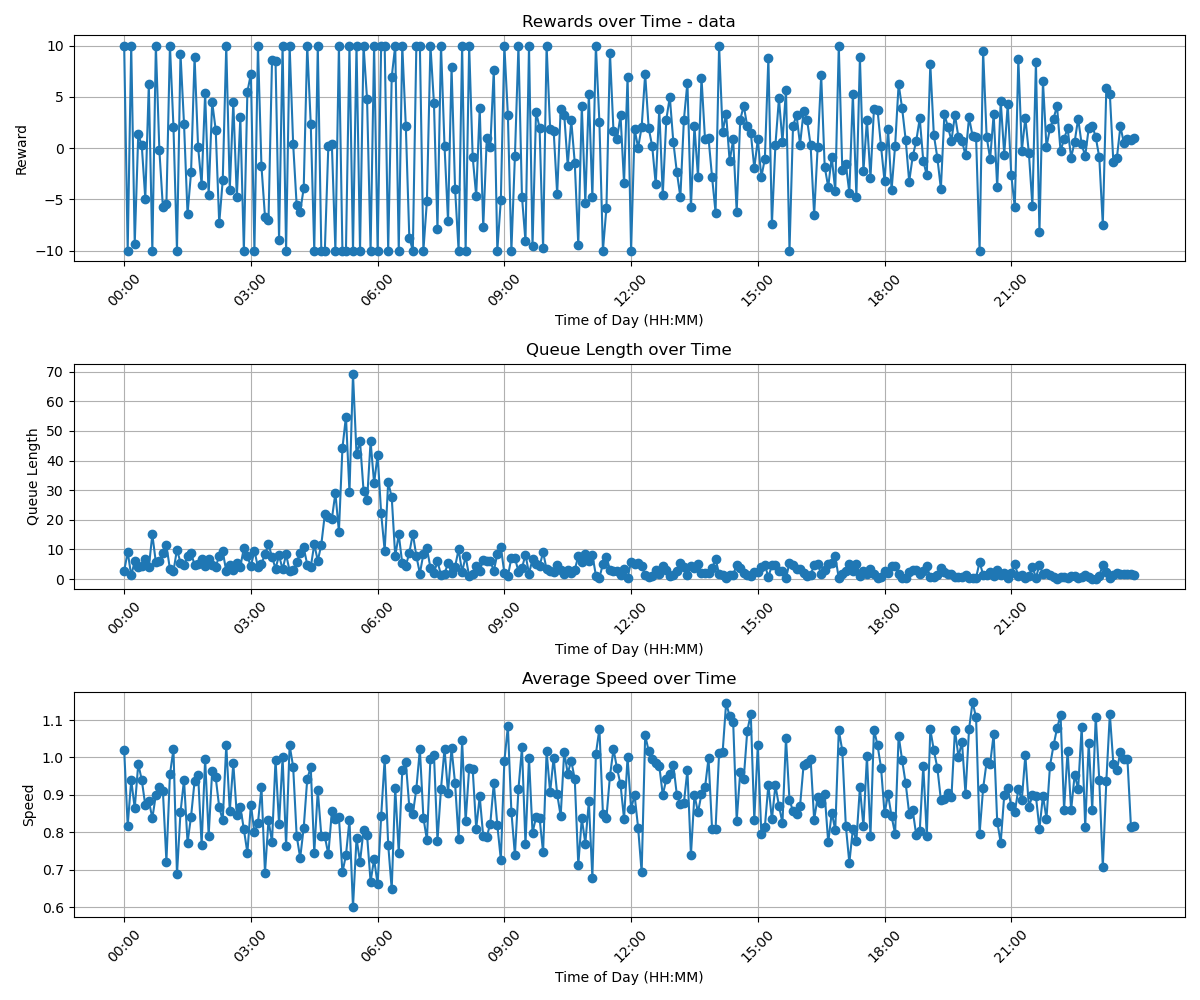 Rewards over Time - data
Reward
10
5
0
−5
−10
00:00 03:00 06:00 09:00 12:00 15:00 18:00 21:00
Time of Day (HH:MM)
Queue Length over Time
Queue Length
70
60
50
40
30
20
10
0
00:00 03:00 06:00 09:00 12:00 15:00 18:00 21:00
Time of Day (HH:MM)
Average Speed over Time
Speed
1.1
1.0
0.9
0.8
0.7
0.6
00:00 03:00 06:00 09:00 12:00 15:00 18:00 21:00
Time of Day (HH:MM)